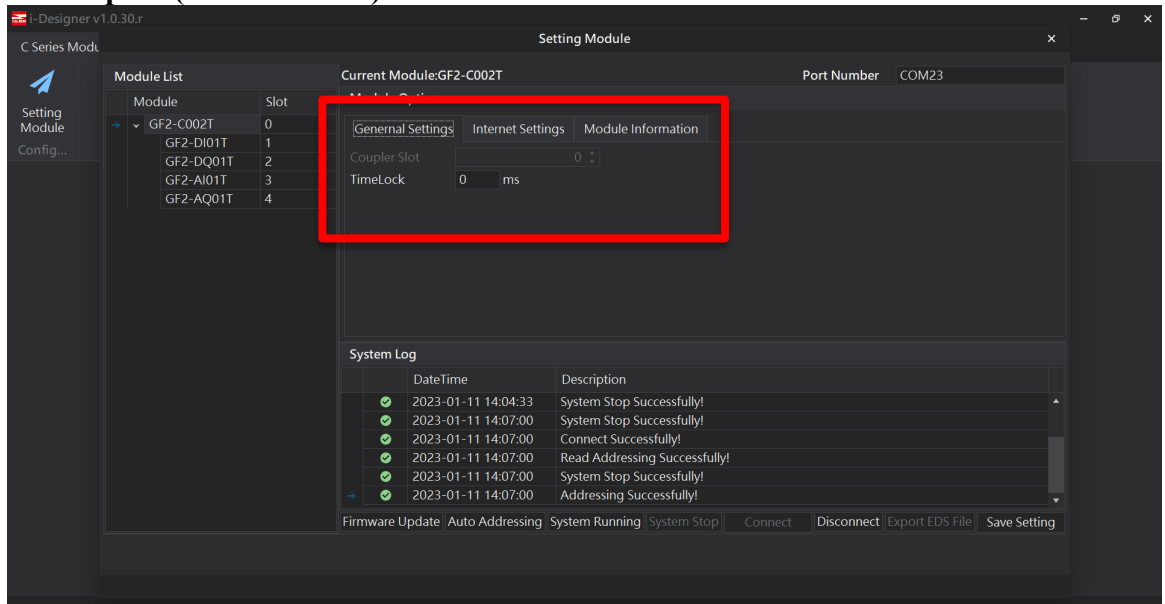 i-Designer v1.0.30.r
Setting Module
C Series Modu
Setting
Module
Config...
Module List
Module Slot
GF2-C002T 0
GF2-DI01T 1
GF2-DQ01T 2
GF2-AI01T 3
GF2-AQ01T 4
Current Module:GF2-C002T Port Number COM23
Genernal Settings Internet Settings Module Information
Coupler Slot 0
TimeLock 0 ms
System Log
DateTime Description
2023-01-11 14:04:33 System Stop Successfully!
2023-01-11 14:07:00 System Stop Successfully!
2023-01-11 14:07:00 Connect Successfully!
2023-01-11 14:07:00 Read Addressing Successfully!
2023-01-11 14:07:00 System Stop Successfully!
2023-01-11 14:07:00 Addressing Successfully!
Firmware Update Auto Addressing System Running System Stop Connect Disconnect Export EDS File Save Setting